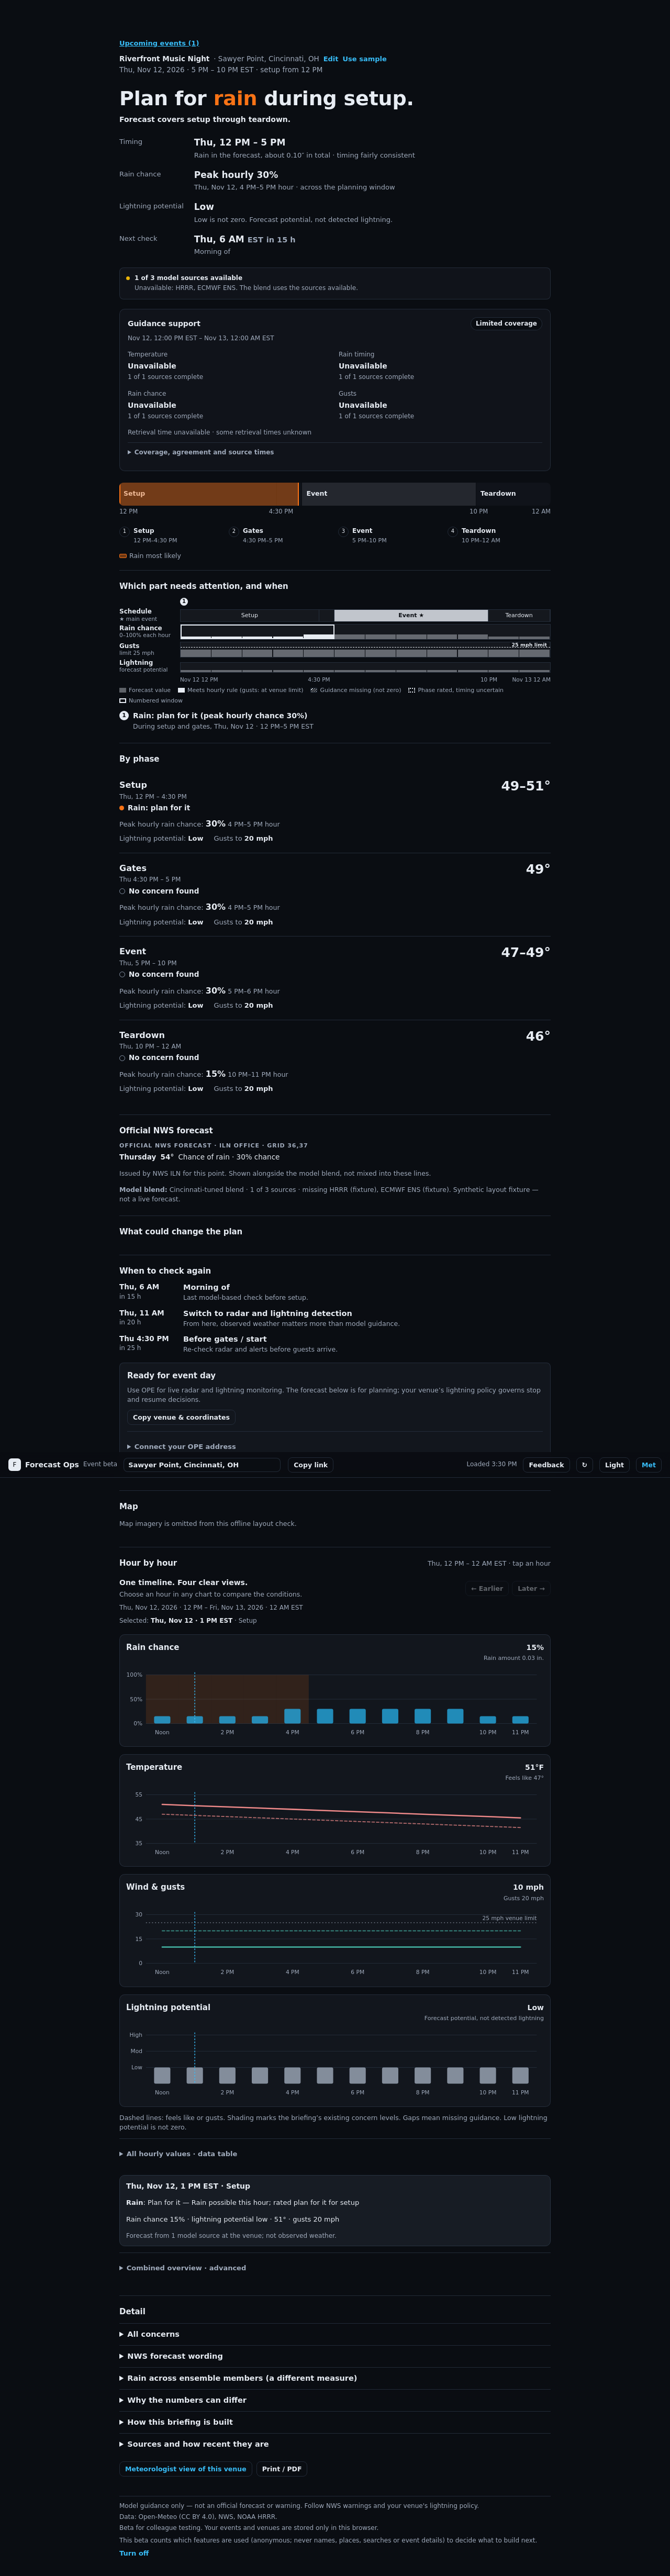 Upcoming events (1)
Riverfront Music Night · Sawyer Point, Cincinnati, OH Edit Use sample
Thu, Nov 12, 2026 · 5 PM – 10 PM EST · setup from 12 PM
Plan for rain during setup.
Forecast covers setup through teardown.
Timing
Thu, 12 PM – 5 PM
Rain in the forecast, about 0.10″ in total · timing fairly consistent
Rain chance
Peak hourly 30%
Thu, Nov 12, 4 PM–5 PM hour · across the planning window
Lightning potential
Low
Low is not zero. Forecast potential, not detected lightning.
Next check
Thu, 6 AM EST in 15 h
Morning of
1 of 3 model sources available
Unavailable: HRRR, ECMWF ENS. The blend uses the sources available.
Guidance support
Limited coverage
Nov 12, 12:00 PM EST – Nov 13, 12:00 AM EST
Temperature
Unavailable
1 of 1 sources complete
Rain timing
Unavailable
1 of 1 sources complete
Rain chance
Unavailable
1 of 1 sources complete
Gusts
Unavailable
1 of 1 sources complete
Retrieval time unavailable · some retrieval times unknown
▶ Coverage, agreement and source times
Setup Event Teardown
12 PM 4:30 PM 10 PM 12 AM
1 Setup
12 PM–4:30 PM
2 Gates
4:30 PM–5 PM
3 Event
5 PM–10 PM
4 Teardown
10 PM–12 AM
Rain most likely
Which part needs attention, and when
1
Schedule
★ main event
Setup Event ★ Teardown
Rain chance
0–100% each hour
Gusts
limit 25 mph
25 mph limit
Lightning
forecast potential
Nov 12 12 PM 4:30 PM 10 PM Nov 13 12 AM
Forecast value Meets hourly rule (gusts: at venue limit) Guidance missing (not zero) Phase rated, timing uncertain
Numbered window
1 Rain: plan for it (peak hourly chance 30%)
During setup and gates, Thu, Nov 12 · 12 PM–5 PM EST
By phase
Setup 49–51°
Thu, 12 PM – 4:30 PM
Rain: plan for it
Peak hourly rain chance: 30% 4 PM–5 PM hour
Lightning potential: Low Gusts to 20 mph
Gates 49°
Thu 4:30 PM – 5 PM
No concern found
Peak hourly rain chance: 30% 4 PM–5 PM hour
Lightning potential: Low Gusts to 20 mph
Event 47–49°
Thu, 5 PM – 10 PM
No concern found
Peak hourly rain chance: 30% 5 PM–6 PM hour
Lightning potential: Low Gusts to 20 mph
Teardown 46°
Thu, 10 PM – 12 AM
No concern found
Peak hourly rain chance: 15% 10 PM–11 PM hour
Lightning potential: Low Gusts to 20 mph
Official NWS forecast
OFFICIAL NWS FORECAST · ILN OFFICE · GRID 36,37
Thursday 54° Chance of rain · 30% chance
Issued by NWS ILN for this point. Shown alongside the model blend, not mixed into these lines.
Model blend: Cincinnati-tuned blend · 1 of 3 sources · missing HRRR (fixture), ECMWF ENS (fixture). Synthetic layout fixture —
not a live forecast.
What could change the plan
When to check again
Thu, 6 AM
in 15 h
Morning of
Last model-based check before setup.
Thu, 11 AM
in 20 h
Switch to radar and lightning detection
From here, observed weather matters more than model guidance.
Thu 4:30 PM
in 25 h
Before gates / start
Re-check radar and alerts before guests arrive.
Ready for event day
Use OPE for live radar and lightning monitoring. The forecast below is for planning; your venue's lightning policy governs stop
and resume decisions.
Copy venue & coordinates
▶ Connect your OPE address
F Forecast Ops Event beta Sawyer Point, Cincinnati, OH Copy link Loaded 3:30 PM Feedback ↻ Light Met
Map
Map imagery is omitted from this offline layout check.
Hour by hour
Thu, 12 PM – 12 AM EST · tap an hour
One timeline. Four clear views.
Choose an hour in any chart to compare the conditions.
← Earlier Later →
Thu, Nov 12, 2026 · 12 PM – Fri, Nov 13, 2026 · 12 AM EST
Selected: Thu, Nov 12 · 1 PM EST · Setup
Rain chance 15%
Rain amount 0.03 in.
100%
50%
0%
Noon 2 PM 4 PM 6 PM 8 PM 10 PM 11 PM
Temperature 51°F
Feels like 47°
55
45
35
Noon 2 PM 4 PM 6 PM 8 PM 10 PM 11 PM
Wind & gusts 10 mph
Gusts 20 mph
30
25 mph venue limit
15
0
Noon 2 PM 4 PM 6 PM 8 PM 10 PM 11 PM
Lightning potential Low
Forecast potential, not detected lightning
High
Mod
Low
Noon 2 PM 4 PM 6 PM 8 PM 10 PM 11 PM
Dashed lines: feels like or gusts. Shading marks the briefing's existing concern levels. Gaps mean missing guidance. Low lightning
potential is not zero.
▶ All hourly values · data table
Thu, Nov 12, 1 PM EST · Setup
Rain: Plan for it — Rain possible this hour; rated plan for it for setup
Rain chance 15% · lightning potential low · 51° · gusts 20 mph
Forecast from 1 model source at the venue; not observed weather.
▶ Combined overview · advanced
Detail
▶ All concerns
▶ NWS forecast wording
▶ Rain across ensemble members (a different measure)
▶ Why the numbers can differ
▶ How this briefing is built
▶ Sources and how recent they are
Meteorologist view of this venue Print / PDF
Model guidance only — not an official forecast or warning. Follow NWS warnings and your venue's lightning policy.
Data: Open-Meteo (CC BY 4.0), NWS, NOAA HRRR.
Beta for colleague testing. Your events and venues are stored only in this browser.
This beta counts which features are used (anonymous; never names, places, searches or event details) to decide what to build next.
Turn off